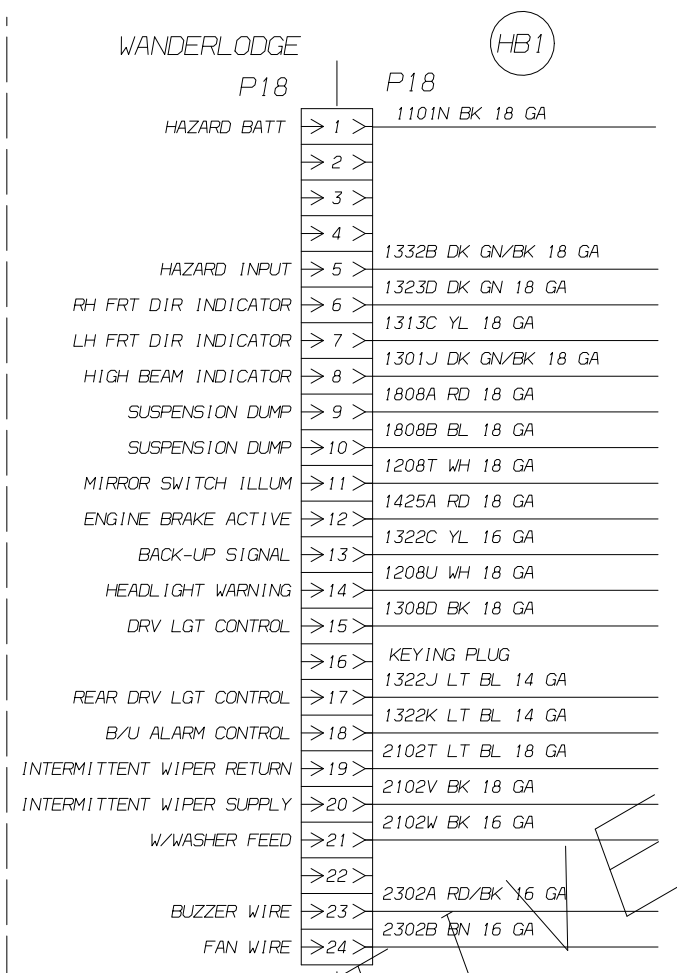 WANDERLODGE HB1
P18 P18
HAZARD BATT 1 1101N BK 18 GA
2
3
4
HAZARD INPUT 5 1332B DK GN/BK 18 GA
RH FRT DIR INDICATOR 6 1323D DK GN 18 GA
LH FRT DIR INDICATOR 7 1313C YL 18 GA
HIGH BEAM INDICATOR 8 1301J DK GN/BK 18 GA
SUSPENSION DUMP 9 1808A RD 18 GA
SUSPENSION DUMP 10 1808B BL 18 GA
MIRROR SWITCH ILLUM 11 1208T WH 18 GA
ENGINE BRAKE ACTIVE 12 1425A RD 18 GA
BACK-UP SIGNAL 13 1322C YL 16 GA
HEADLIGHT WARNING 14 1208U WH 18 GA
DRV LGT CONTROL 15 1308D BK 18 GA
16 KEYING PLUG
REAR DRV LGT CONTROL 17 1322J LT BL 14 GA
B/U ALARM CONTROL 18 1322K LT BL 14 GA
INTERMITTENT WIPER RETURN 19 2102T LT BL 18 GA
INTERMITTENT WIPER SUPPLY 20 2102V BK 18 GA
W/WASHER FEED 21 2102W BK 16 GA
22
BUZZER WIRE 23 2302A RD/BK 16 GA
FAN WIRE 24 2302B BN 16 GA